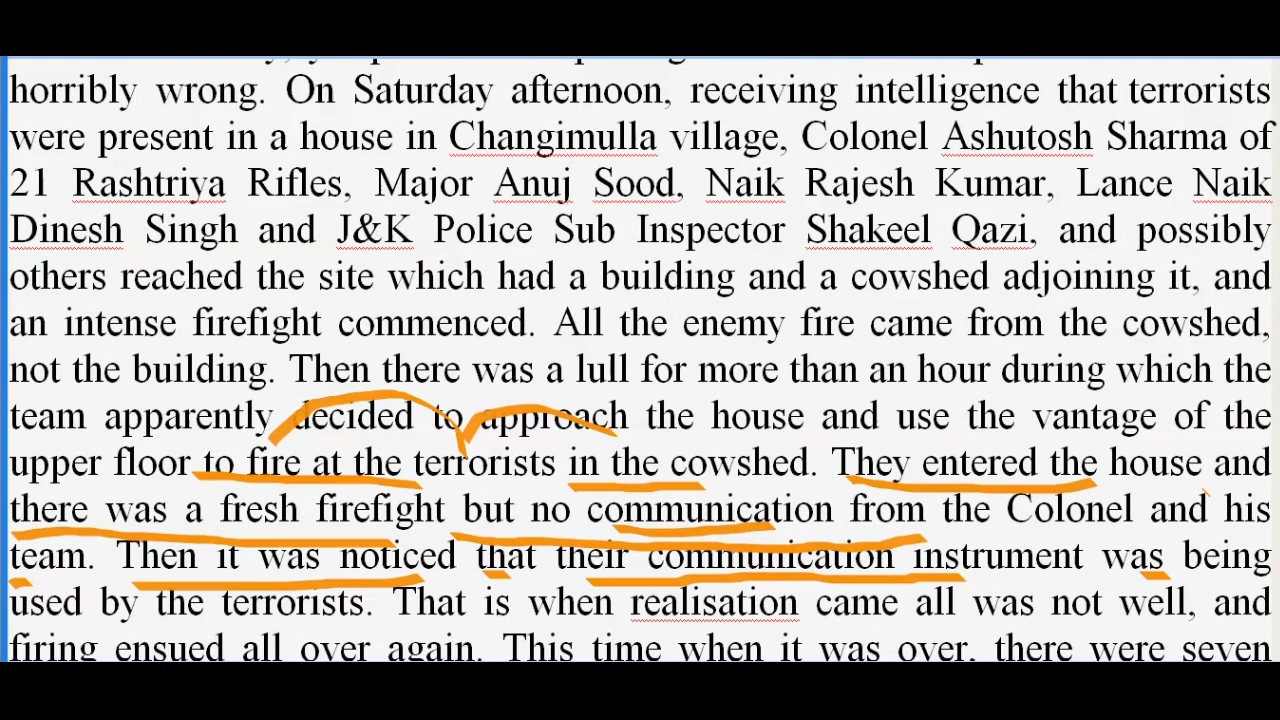 horribly wrong. On Saturday afternoon, receiving intelligence that terrorists
were present in a house in Changimulla village, Colonel Ashutosh Sharma of
21 Rashtriya Rifles, Major Anuj Sood, Naik Rajesh Kumar, Lance Naik
Dinesh Singh and J&K Police Sub Inspector Shakeel Qazi, and possibly
others reached the site which had a building and a cowshed adjoining it, and
an intense firefight commenced. All the enemy fire came from the cowshed,
not the building. Then there was a lull for more than an hour during which the
team apparently decided to approach the house and use the vantage of the
upper floor to fire at the terrorists in the cowshed. They entered the house and
there was a fresh firefight but no communication from the Colonel and his
team. Then it was noticed that their communication instrument was being
used by the terrorists. That is when realisation came all was not well, and
firing ensued all over again. This time when it was over, there were seven